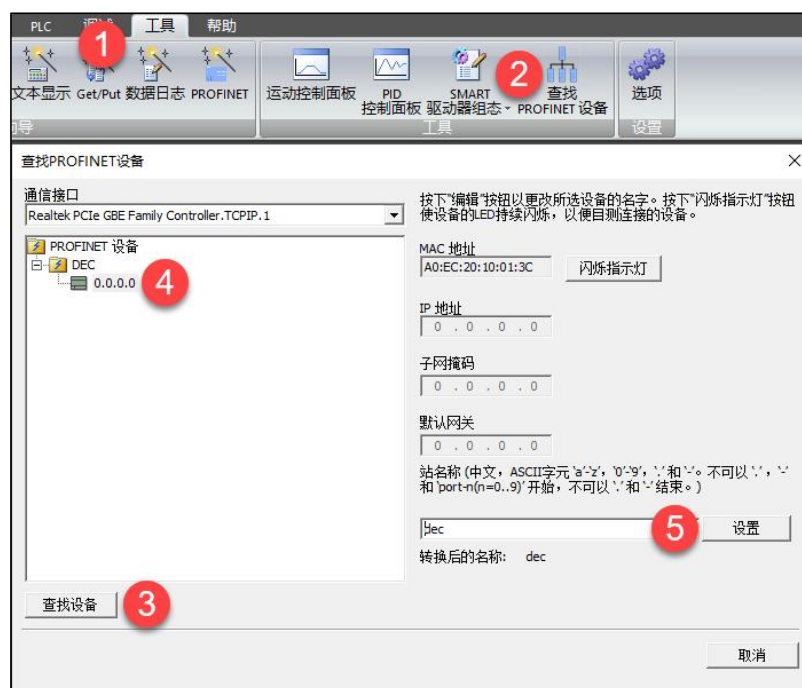 PLC 工具 帮助
1
文本显示 Get/Put 数据日志 PROFINET 运动控制面板 PID 控制面板 SMART 驱动器组态 2 查找 PROFINET 设备 选项
向导 工具 设置
查找PROFINET设备 ×
通信接口
Realtek PCIe GBE Family Controller.TCPIP.1
PROFINET 设备
DEC
0.0.0.0 4
查找设备 3
按下"编辑"按钮以更改所选设备的名字。按下"闪烁指示灯"按钮
使设备的LED持续闪烁，以便目测连接的设备。
MAC 地址
A0:EC:20:10:01:3C 闪烁指示灯
IP 地址
0 . 0 . 0 . 0
子网掩码
0 . 0 . 0 . 0
默认网关
0 . 0 . 0 . 0
站名称 (中文，ASCII字元 'a'-'z'，'0'-'9'，'.' 和 '-'。不可以 '.'，'-'
和 'port-n(n=0..9)' 开始，不可以 '.' 和 '-' 结束。)
dec 5 设置
转换后的名称: dec
取消